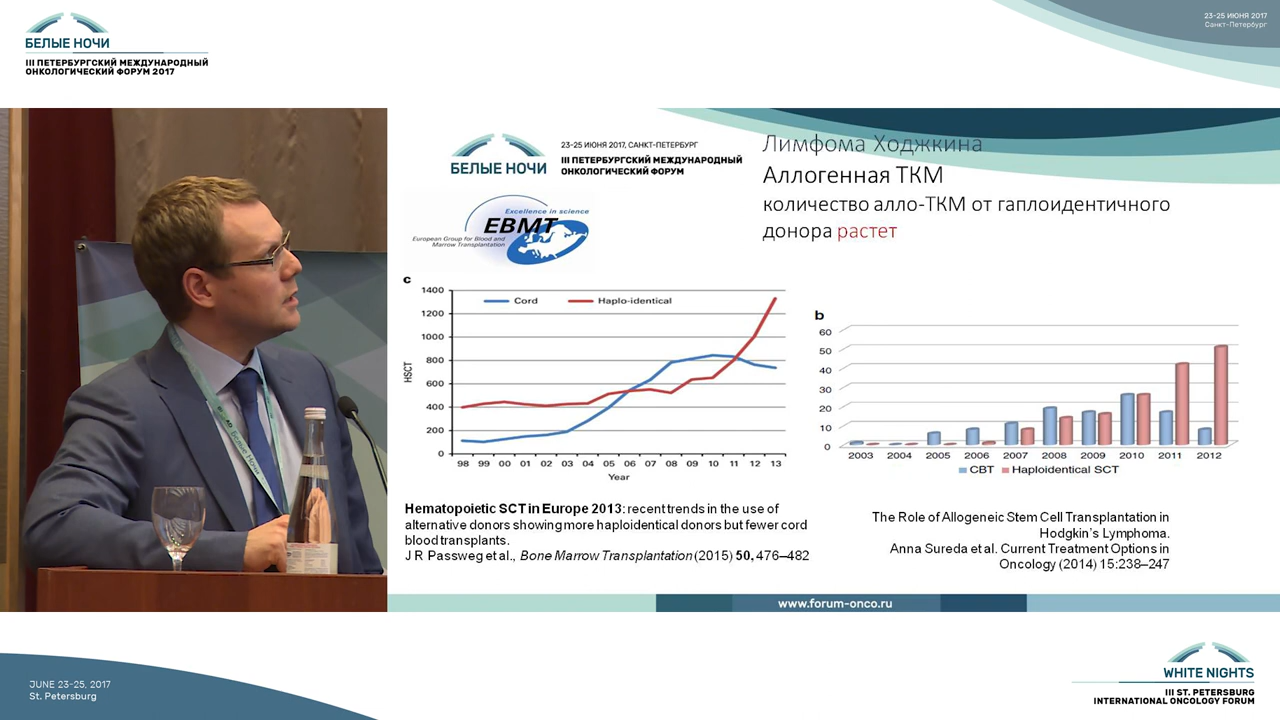 БЕЛЫЕ НОЧИ
III ПЕТЕРБУРГСКИЙ МЕЖДУНАРОДНЫЙ
ОНКОЛОГИЧЕСКИЙ ФОРУМ 2017
23-25 ИЮНЯ 2017
Санкт-Петербург
БЕЛЫЕ НОЧИ
23-25 ИЮНЯ 2017, САНКТ-ПЕТЕРБУРГ
III ПЕТЕРБУРГСКИЙ МЕЖДУНАРОДНЫЙ
ОНКОЛОГИЧЕСКИЙ ФОРУМ
Лимфома Ходжкина
Аллогенная ТКМ
количество алло-ТКМ от гаплоидентичного
донора растет
Excellence in science
EBMT
European Group for Blood and
Marrow Transplantation
c
Cord Haplo-identical
1400
1200
1000
800
600
400
200
0
HSCT
98 99 00 01 02 03 04 05 06 07 08 09 10 11 12 13
Year
b
60
50
40
30
20
10
0
2003 2004 2005 2006 2007 2008 2009 2010 2011 2012
CBT Haploidentical SCT
Hematopoietic SCT in Europe 2013: recent trends in the use of
alternative donors showing more haploidentical donors but fewer cord
blood transplants.
J R Passweg et al., Bone Marrow Transplantation (2015) 50, 476–482
The Role of Allogeneic Stem Cell Transplantation in
Hodgkin's Lymphoma.
Anna Sureda et al. Current Treatment Options in
Oncology (2014) 15:238–247
www.forum-onco.ru
Белые Ночи
JUNE 23-25, 2017
St. Petersburg
WHITE NIGHTS
III ST. PETERSBURG
INTERNATIONAL ONCOLOGY FORUM